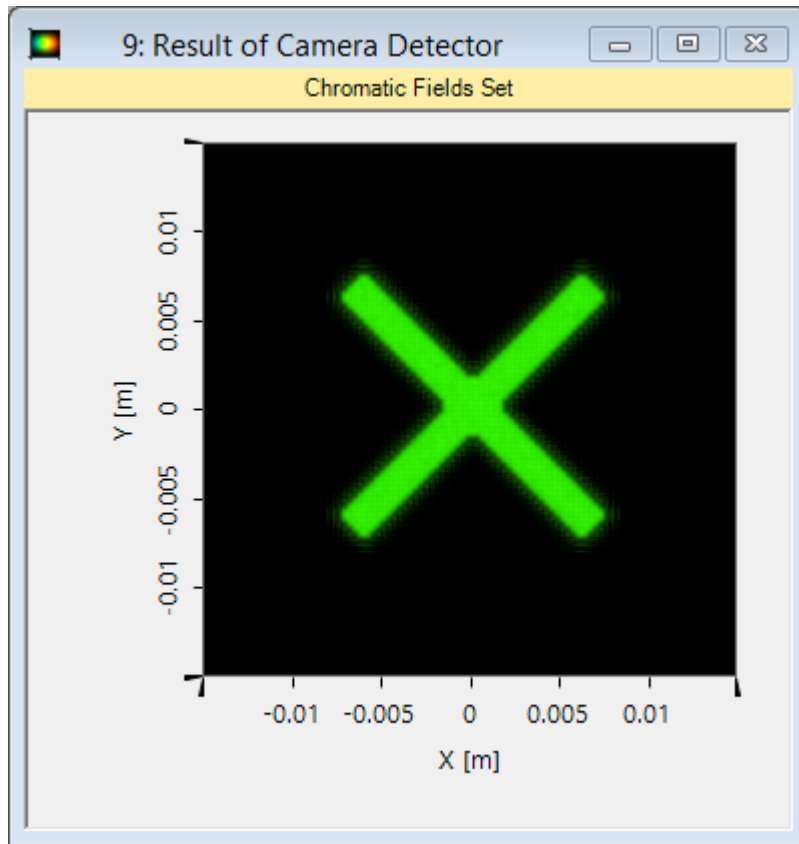 9: Result of Camera Detector
Chromatic Fields Set
0.01
0.005
0
-0.005
-0.01
Y [m]
-0.01 -0.005 0 0.005 0.01
X [m]